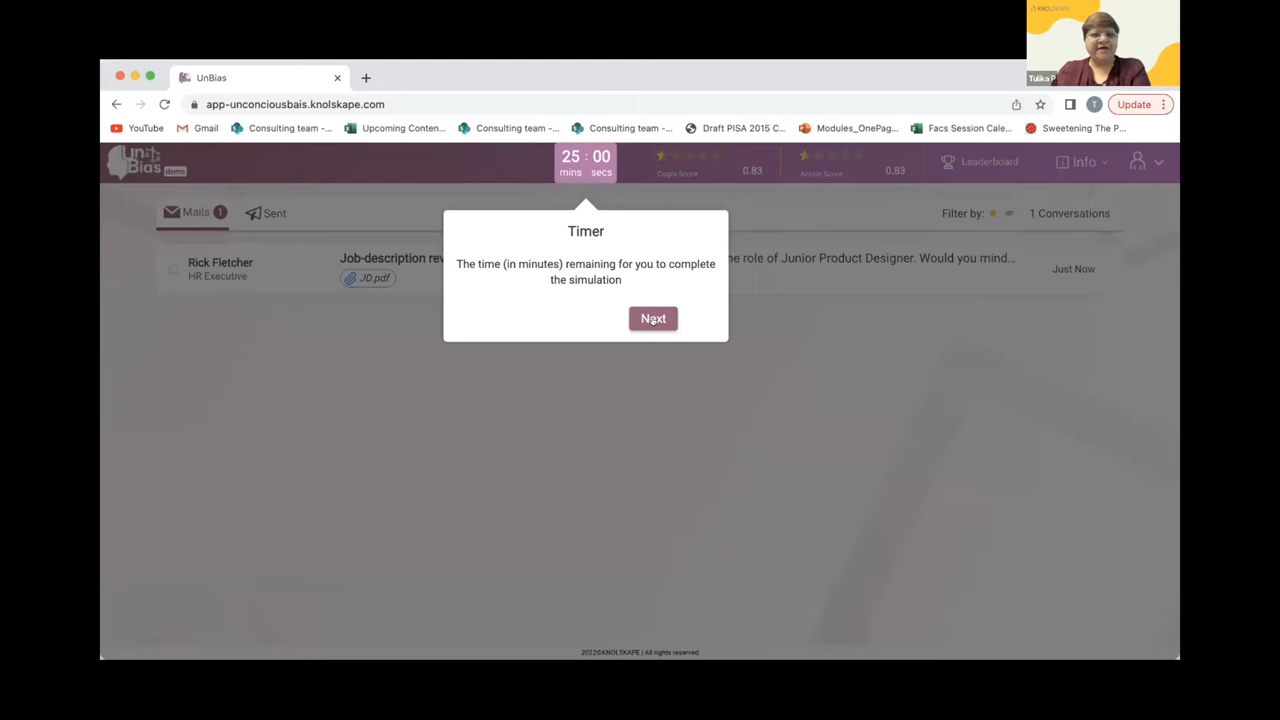 KNOLSKAPE
Tulika P
UnBias
app-unconciousbais.knolskape.com
Update
YouTube
Gmail
Consulting team -...
Upcoming Conten...
Consulting team -...
Consulting team -...
Draft PISA 2015 C...
Modules_OnePag...
Facs Session Cale...
Sweetening The P...
Un
Bias demo
25 : 00
mins secs
Cogni-Score 0.83
Action Score 0.83
Leaderboard
Info
Mails 1
Sent
Filter by:
1 Conversations
Timer
The time (in minutes) remaining for you to complete
the simulation
Next
Rick Fletcher
HR Executive
Job-description rev
JD.pdf
e role of Junior Product Designer. Would you mind...
Just Now
2022©KNOLSKAPE | All rights reserved